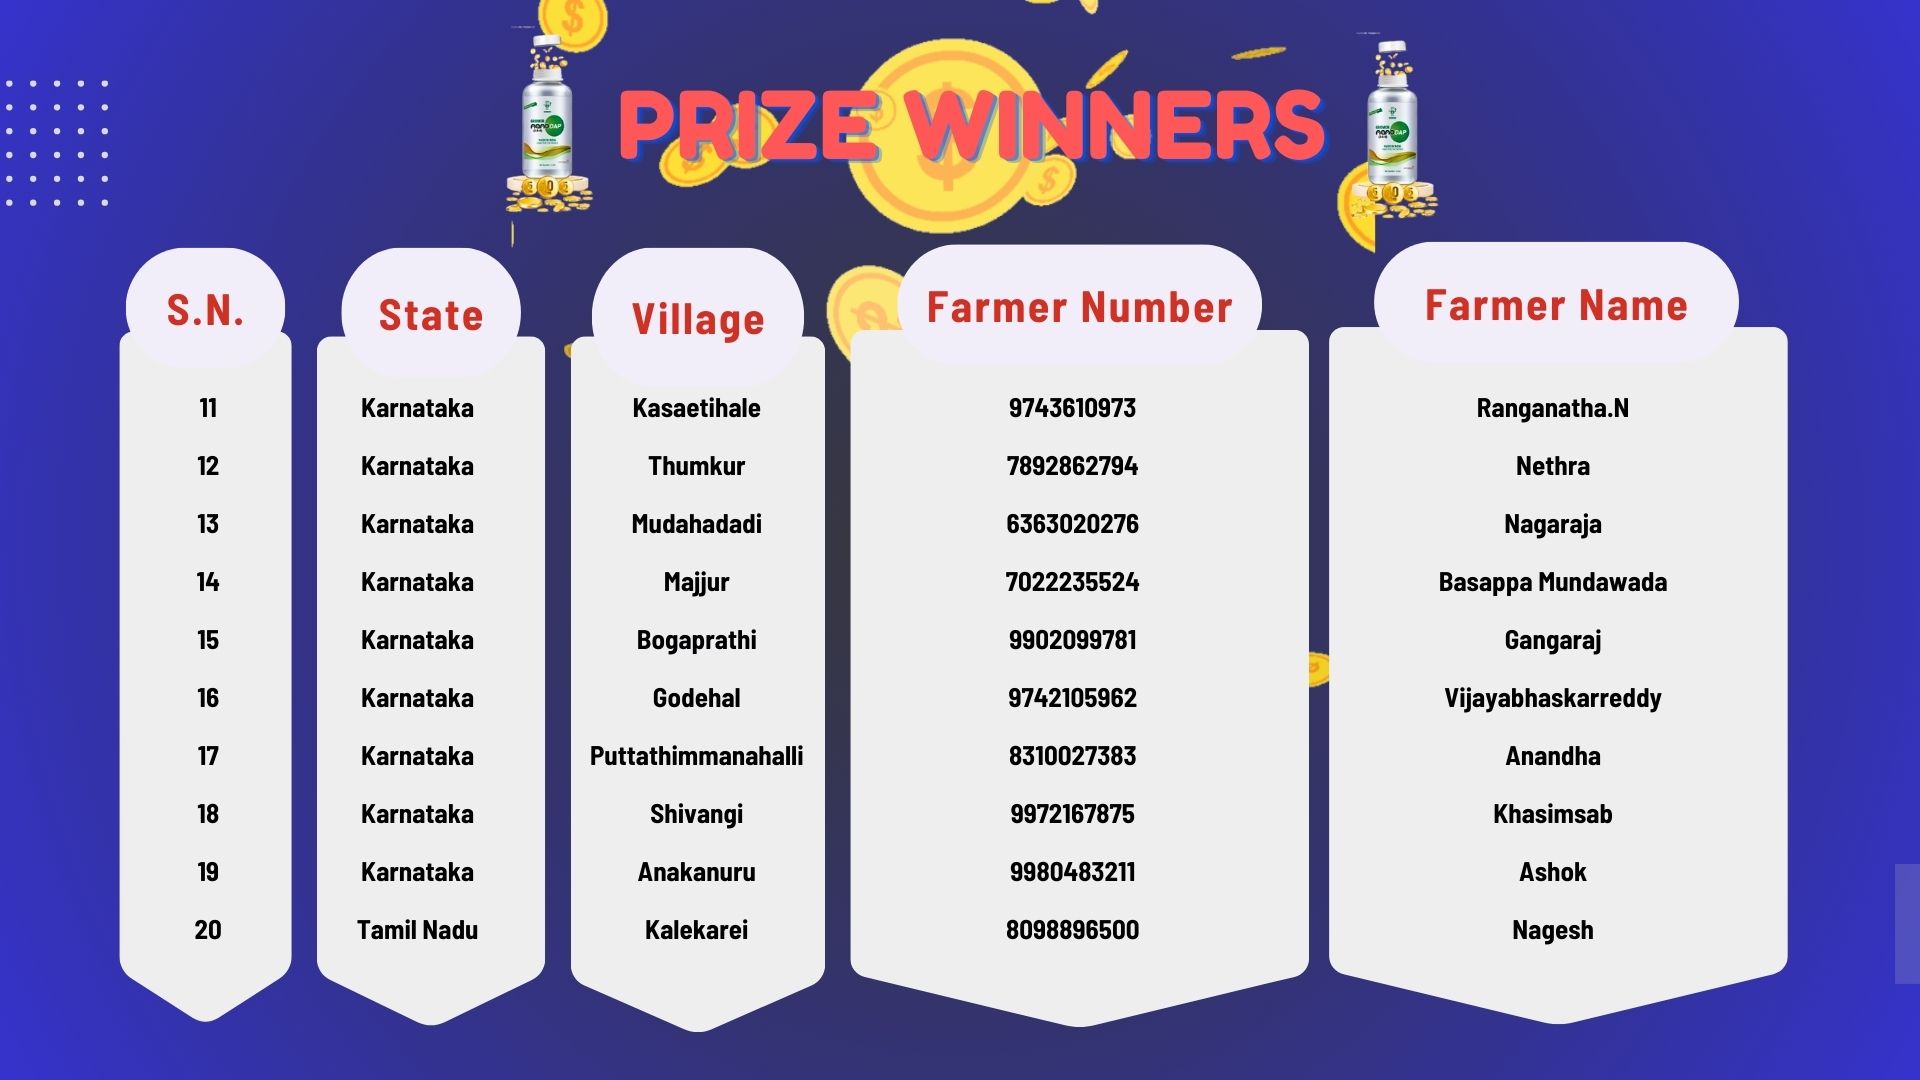 PRIZE WINNERS
S.N. State Village Farmer Number Farmer Name
11 Karnataka Kasaetihale 9743610973 Ranganatha.N
12 Karnataka Thumkur 7892862794 Nethra
13 Karnataka Mudahadadi 6363020276 Nagaraja
14 Karnataka Majjur 7022235524 Basappa Mundawada
15 Karnataka Bogaprathi 9902099781 Gangaraj
16 Karnataka Godehal 9742105962 Vijayabhaskarreddy
17 Karnataka Puttathimmanahalli 8310027383 Anandha
18 Karnataka Shivangi 9972167875 Khasimsab
19 Karnataka Anakanuru 9980483211 Ashok
20 Tamil Nadu Kalekarei 8098896500 Nagesh